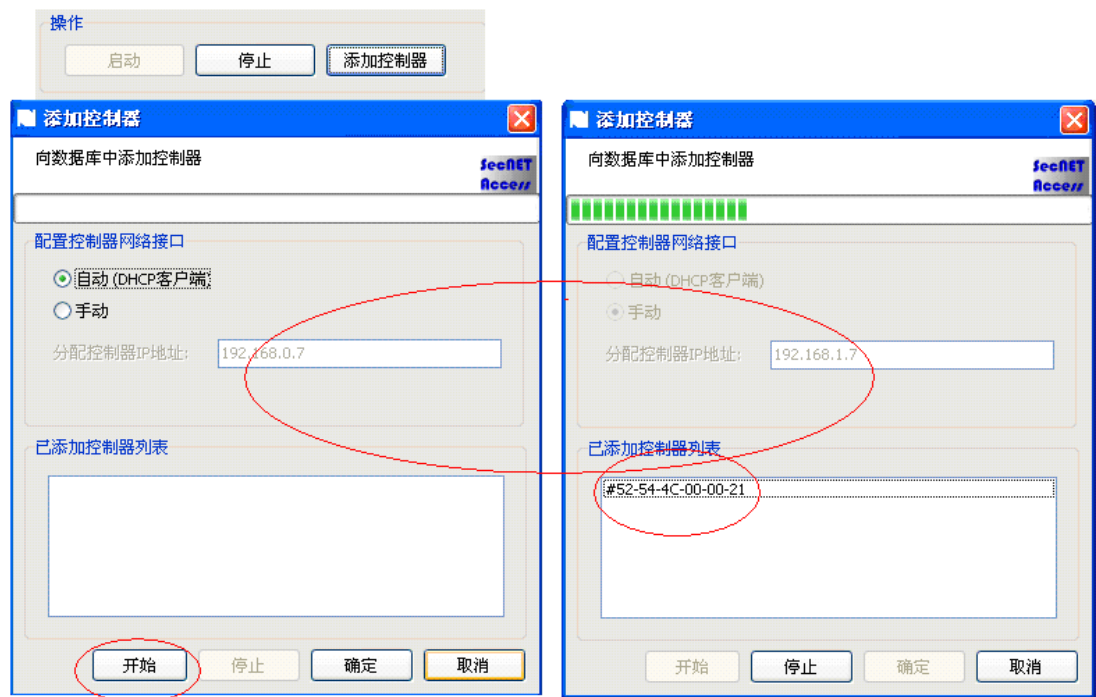 操作
启动 停止 添加控制器
添加控制器
向数据库中添加控制器
SecNET
Access
配置控制器网络接口
自动 (DHCP客户端)
手动
分配控制器IP地址: 192.168.0.7
已添加控制器列表
开始 停止 确定 取消
添加控制器
向数据库中添加控制器
SecNET
Access
配置控制器网络接口
自动 (DHCP客户端)
手动
分配控制器IP地址: 192.168.1.7
已添加控制器列表
#52-54-4C-00-00-21
开始 停止 确定 取消